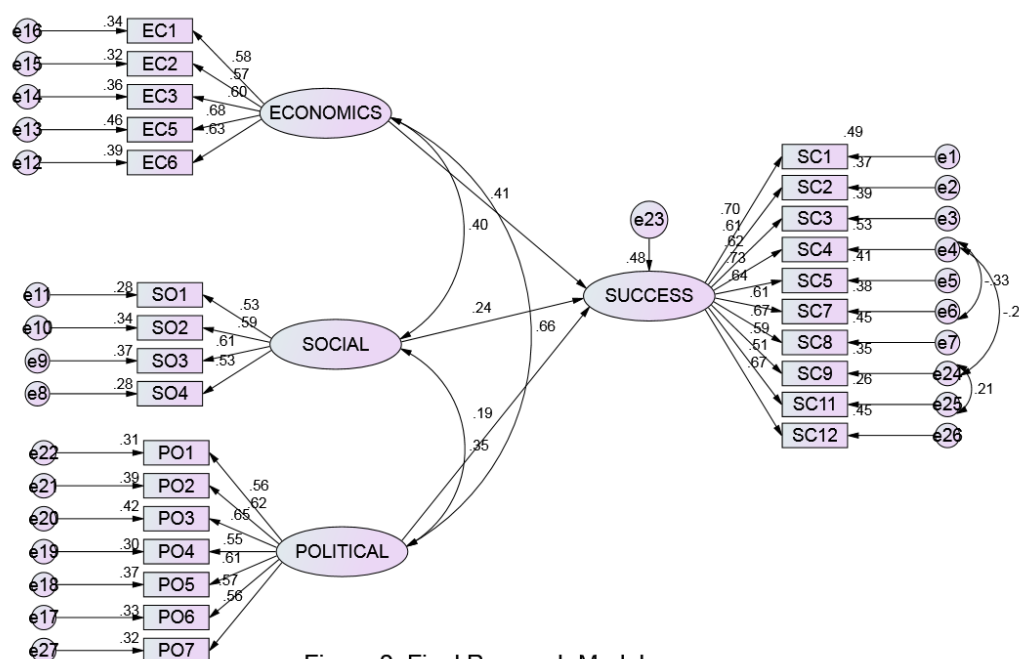 e16 .34 EC1
e15 .32 EC2
e14 .36 EC3
e13 .46 EC5
e12 .39 EC6
.58
.57
.60
.68
.63
ECONOMICS
.41
.40
e11 .28 SO1
e10 .34 SO2
e9 .37 SO3
e8 .28 SO4
.53
.59
.61
.53
SOCIAL
.24
.66
e22 .31 PO1
e21 .39 PO2
e20 .42 PO3
e19 .30 PO4
e18 .37 PO5
e17 .33 PO6
e27 .32 PO7
.56
.62
.65
.55
.61
.57
.56
POLITICAL
.19
.35
e23
.48
SUCCESS
.70
.61
.62
.73
.64
.61
.67
.59
.51
.67
SC1 .49 e1
SC2 .37 e2
SC3 .39 e3
SC4 .53 e4
SC5 .41 e5
SC7 .38 e6
SC8 .45 e7
SC9 .35 e24
SC11 .26 e25
SC12 .45 e26
-.33
-.2
.21